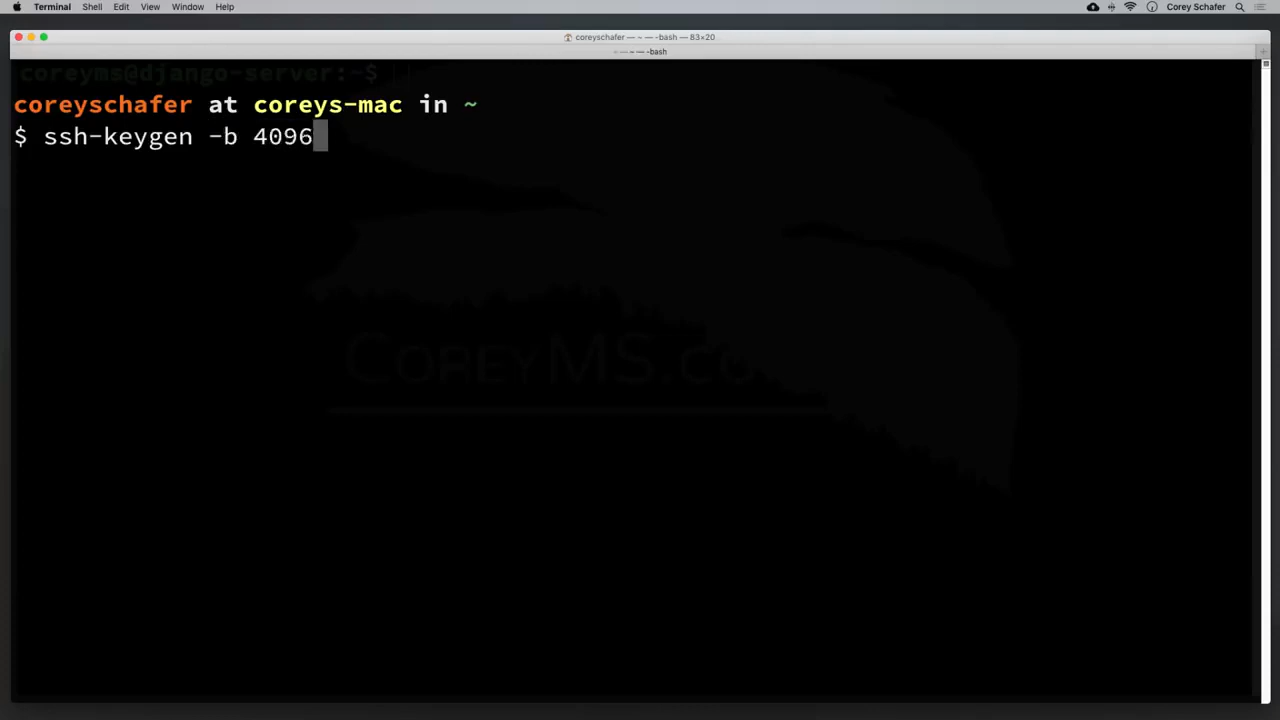 Terminal Shell Edit View Window Help Corey Schafer
coreyschafer — ~ — -bash — 83×20
~ — -bash
coreyms@django-server:~$
coreyschafer at coreys-mac in ~
$ ssh-keygen -b 4096
CoreyMS.co